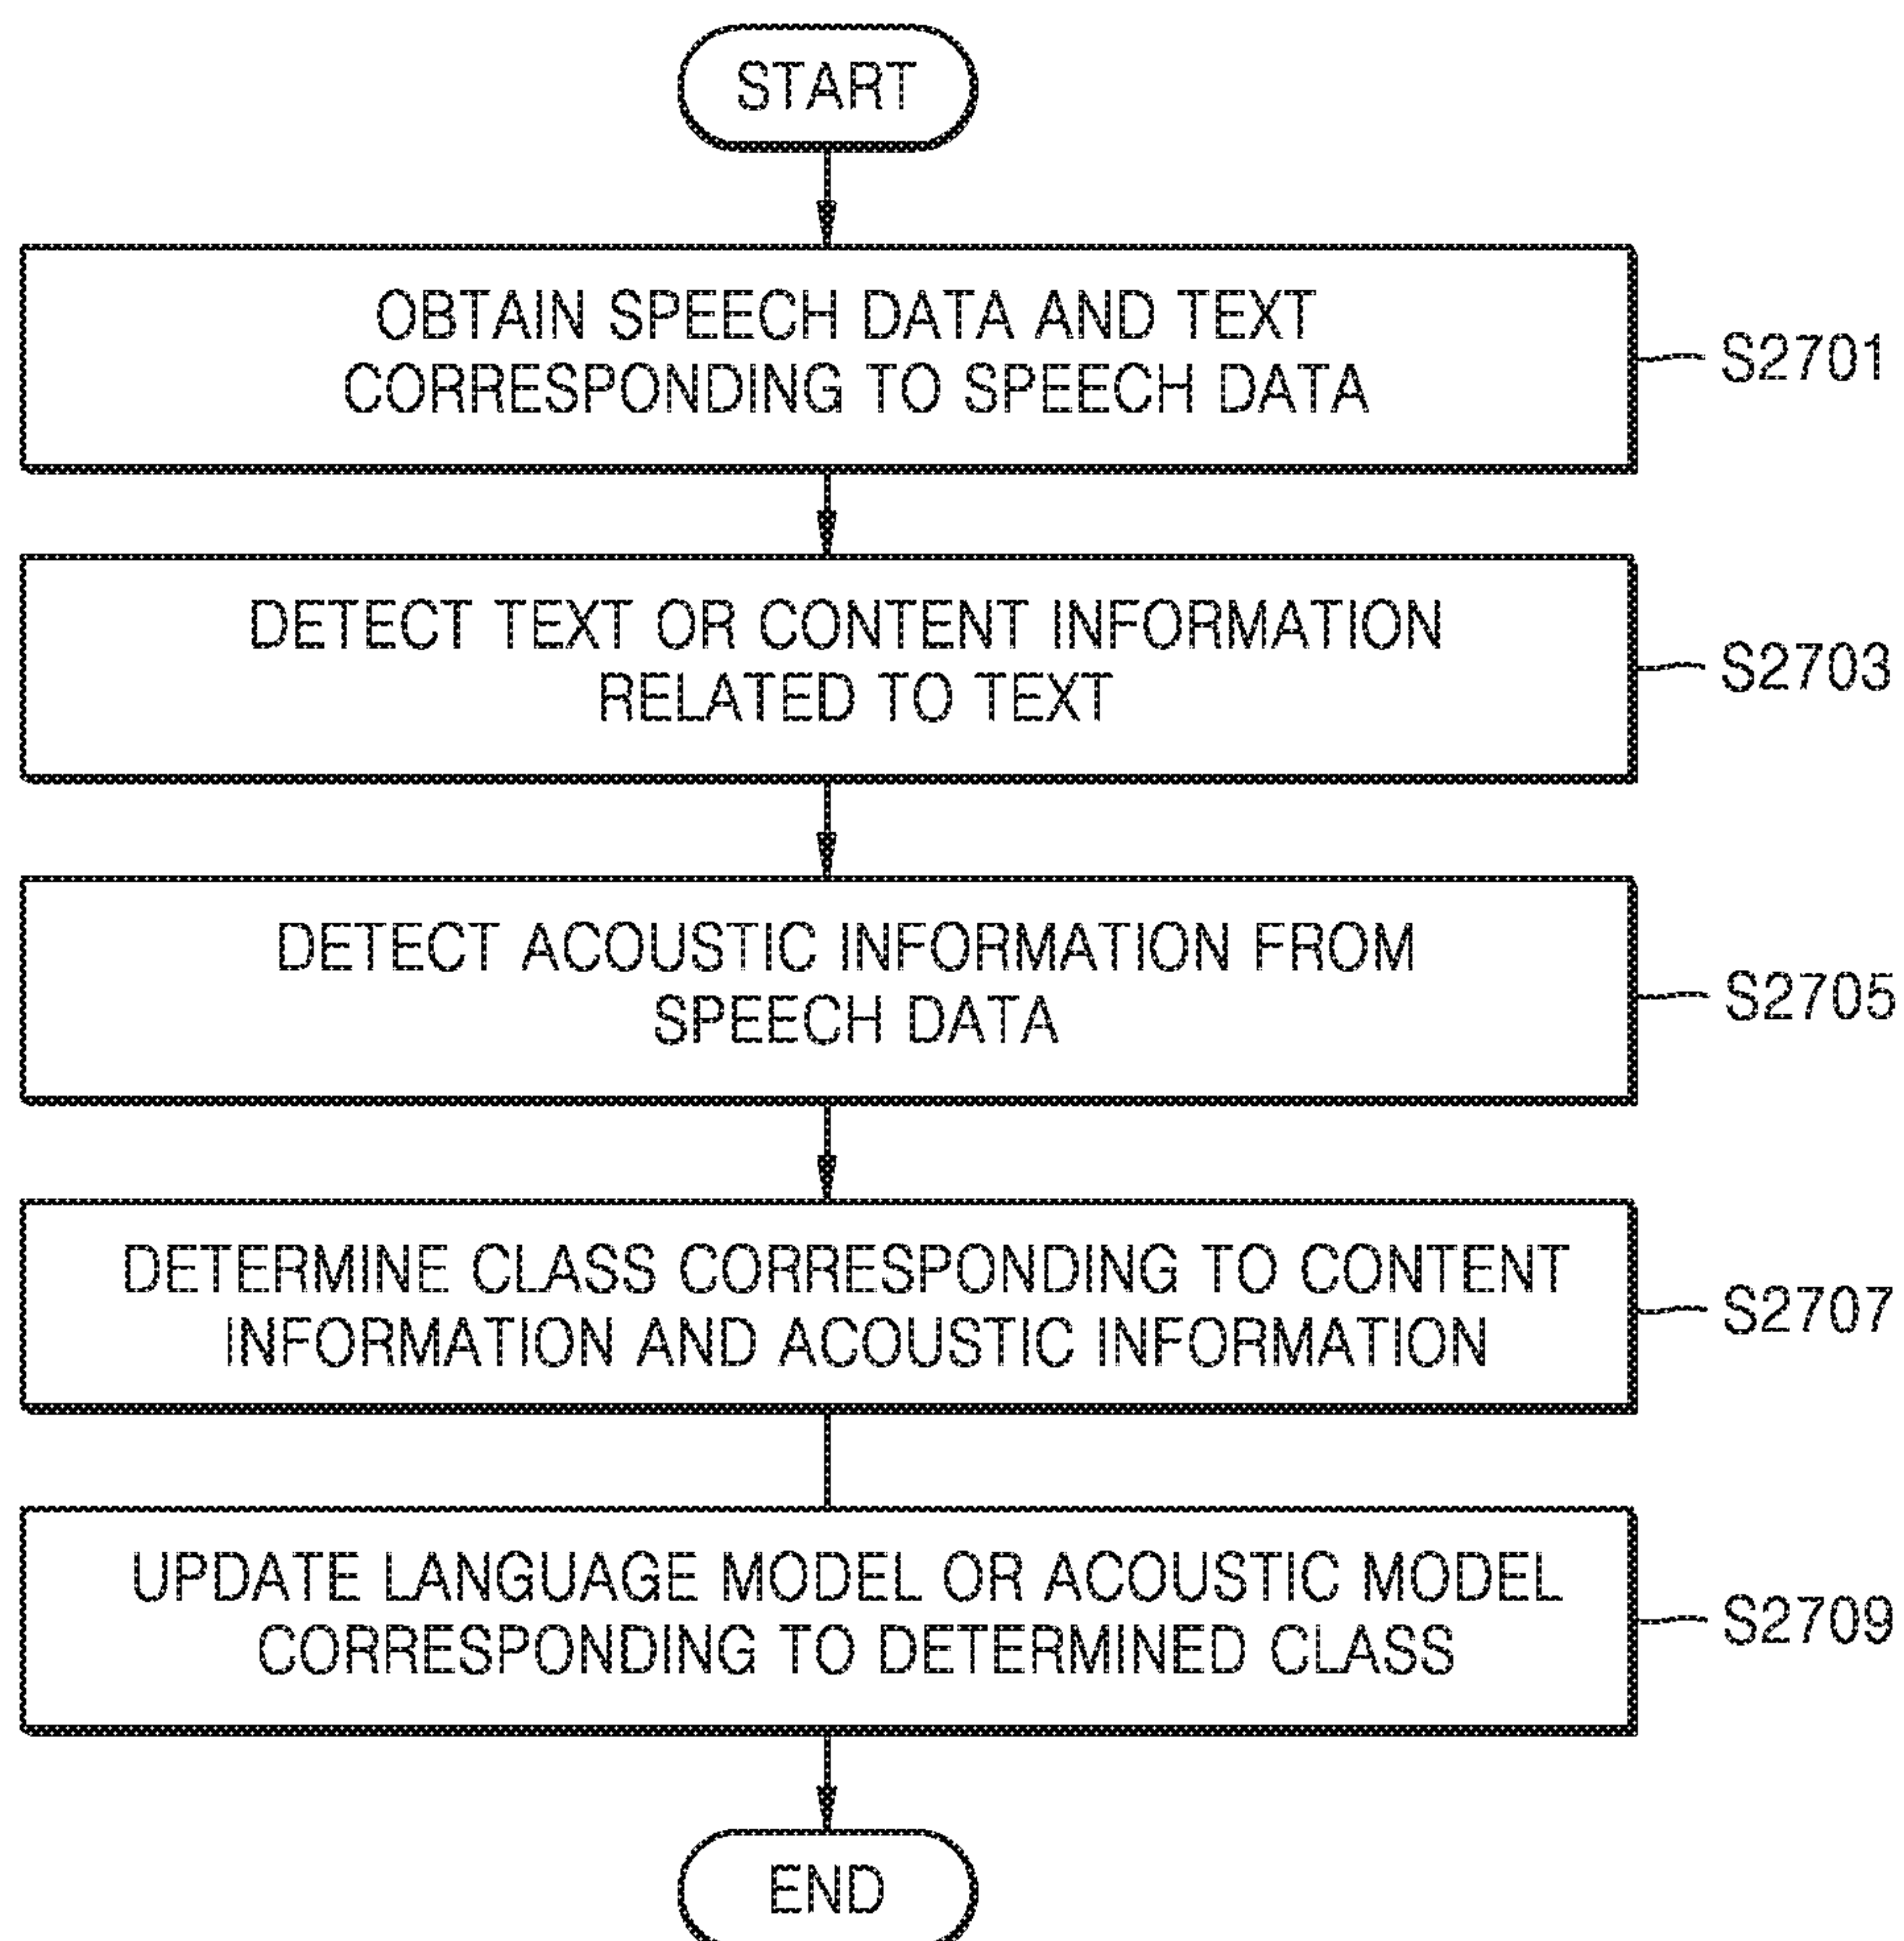 START
OBTAIN SPEECH DATA AND TEXT
CORRESPONDING TO SPEECH DATA
S2701
DETECT TEXT OR CONTENT INFORMATION
RELATED TO TEXT
S2703
DETECT ACOUSTIC INFORMATION FROM
SPEECH DATA
S2705
DETERMINE CLASS CORRESPONDING TO CONTENT
INFORMATION AND ACOUSTIC INFORMATION
S2707
UPDATE LANGUAGE MODEL OR ACOUSTIC MODEL
CORRESPONDING TO DETERMINED CLASS
S2709
END